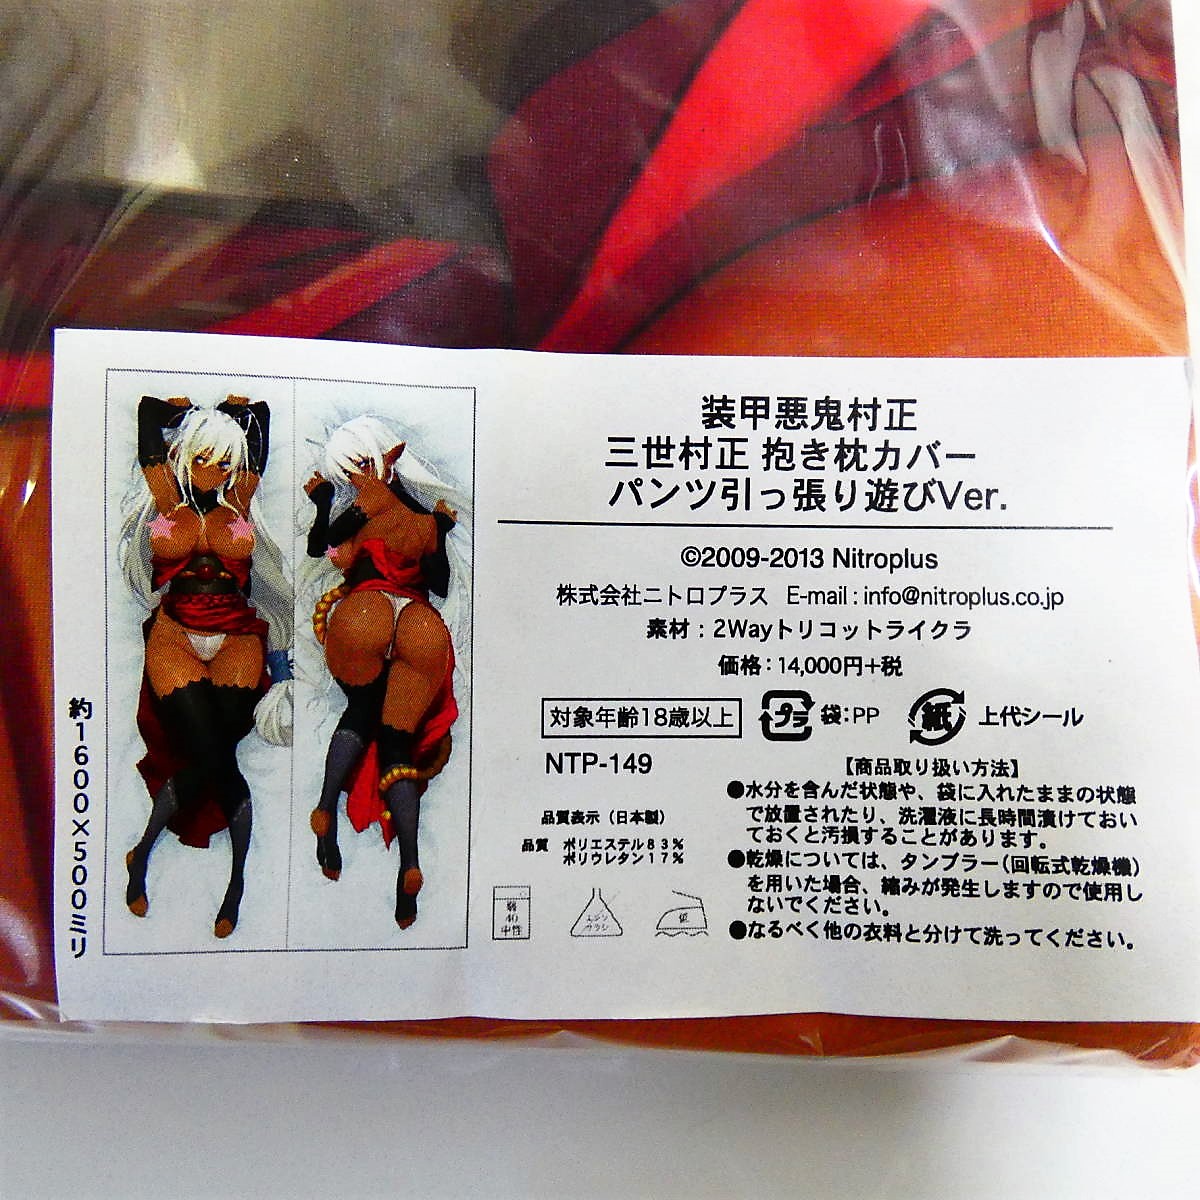 装甲悪鬼村正
三世村正 抱き枕カバー
パンツ引っ張り遊びVer.
©2009-2013 Nitroplus
株式会社ニトロプラス E-mail : info@nitroplus.co.jp
素材：2Wayトリコットライクラ
価格：14,000円+税
対象年齢18歳以上
プラ 袋：PP
紙 上代シール
NTP-149
品質表示（日本製）
品質 ポリエステル83%
ポリウレタン17%
弱
40
中性
エンソ
サラシ
低
【商品取り扱い方法】
●水分を含んだ状態や、袋に入れたままの状態
で放置されたり、洗濯液に長時間漬けておい
ておくと汚損することがあります。
●乾燥については、タンブラー（回転式乾燥機）
を用いた場合、縮みが発生しますので使用し
ないでください。
●なるべく他の衣料と分けて洗ってください。
約1600×500ミリ